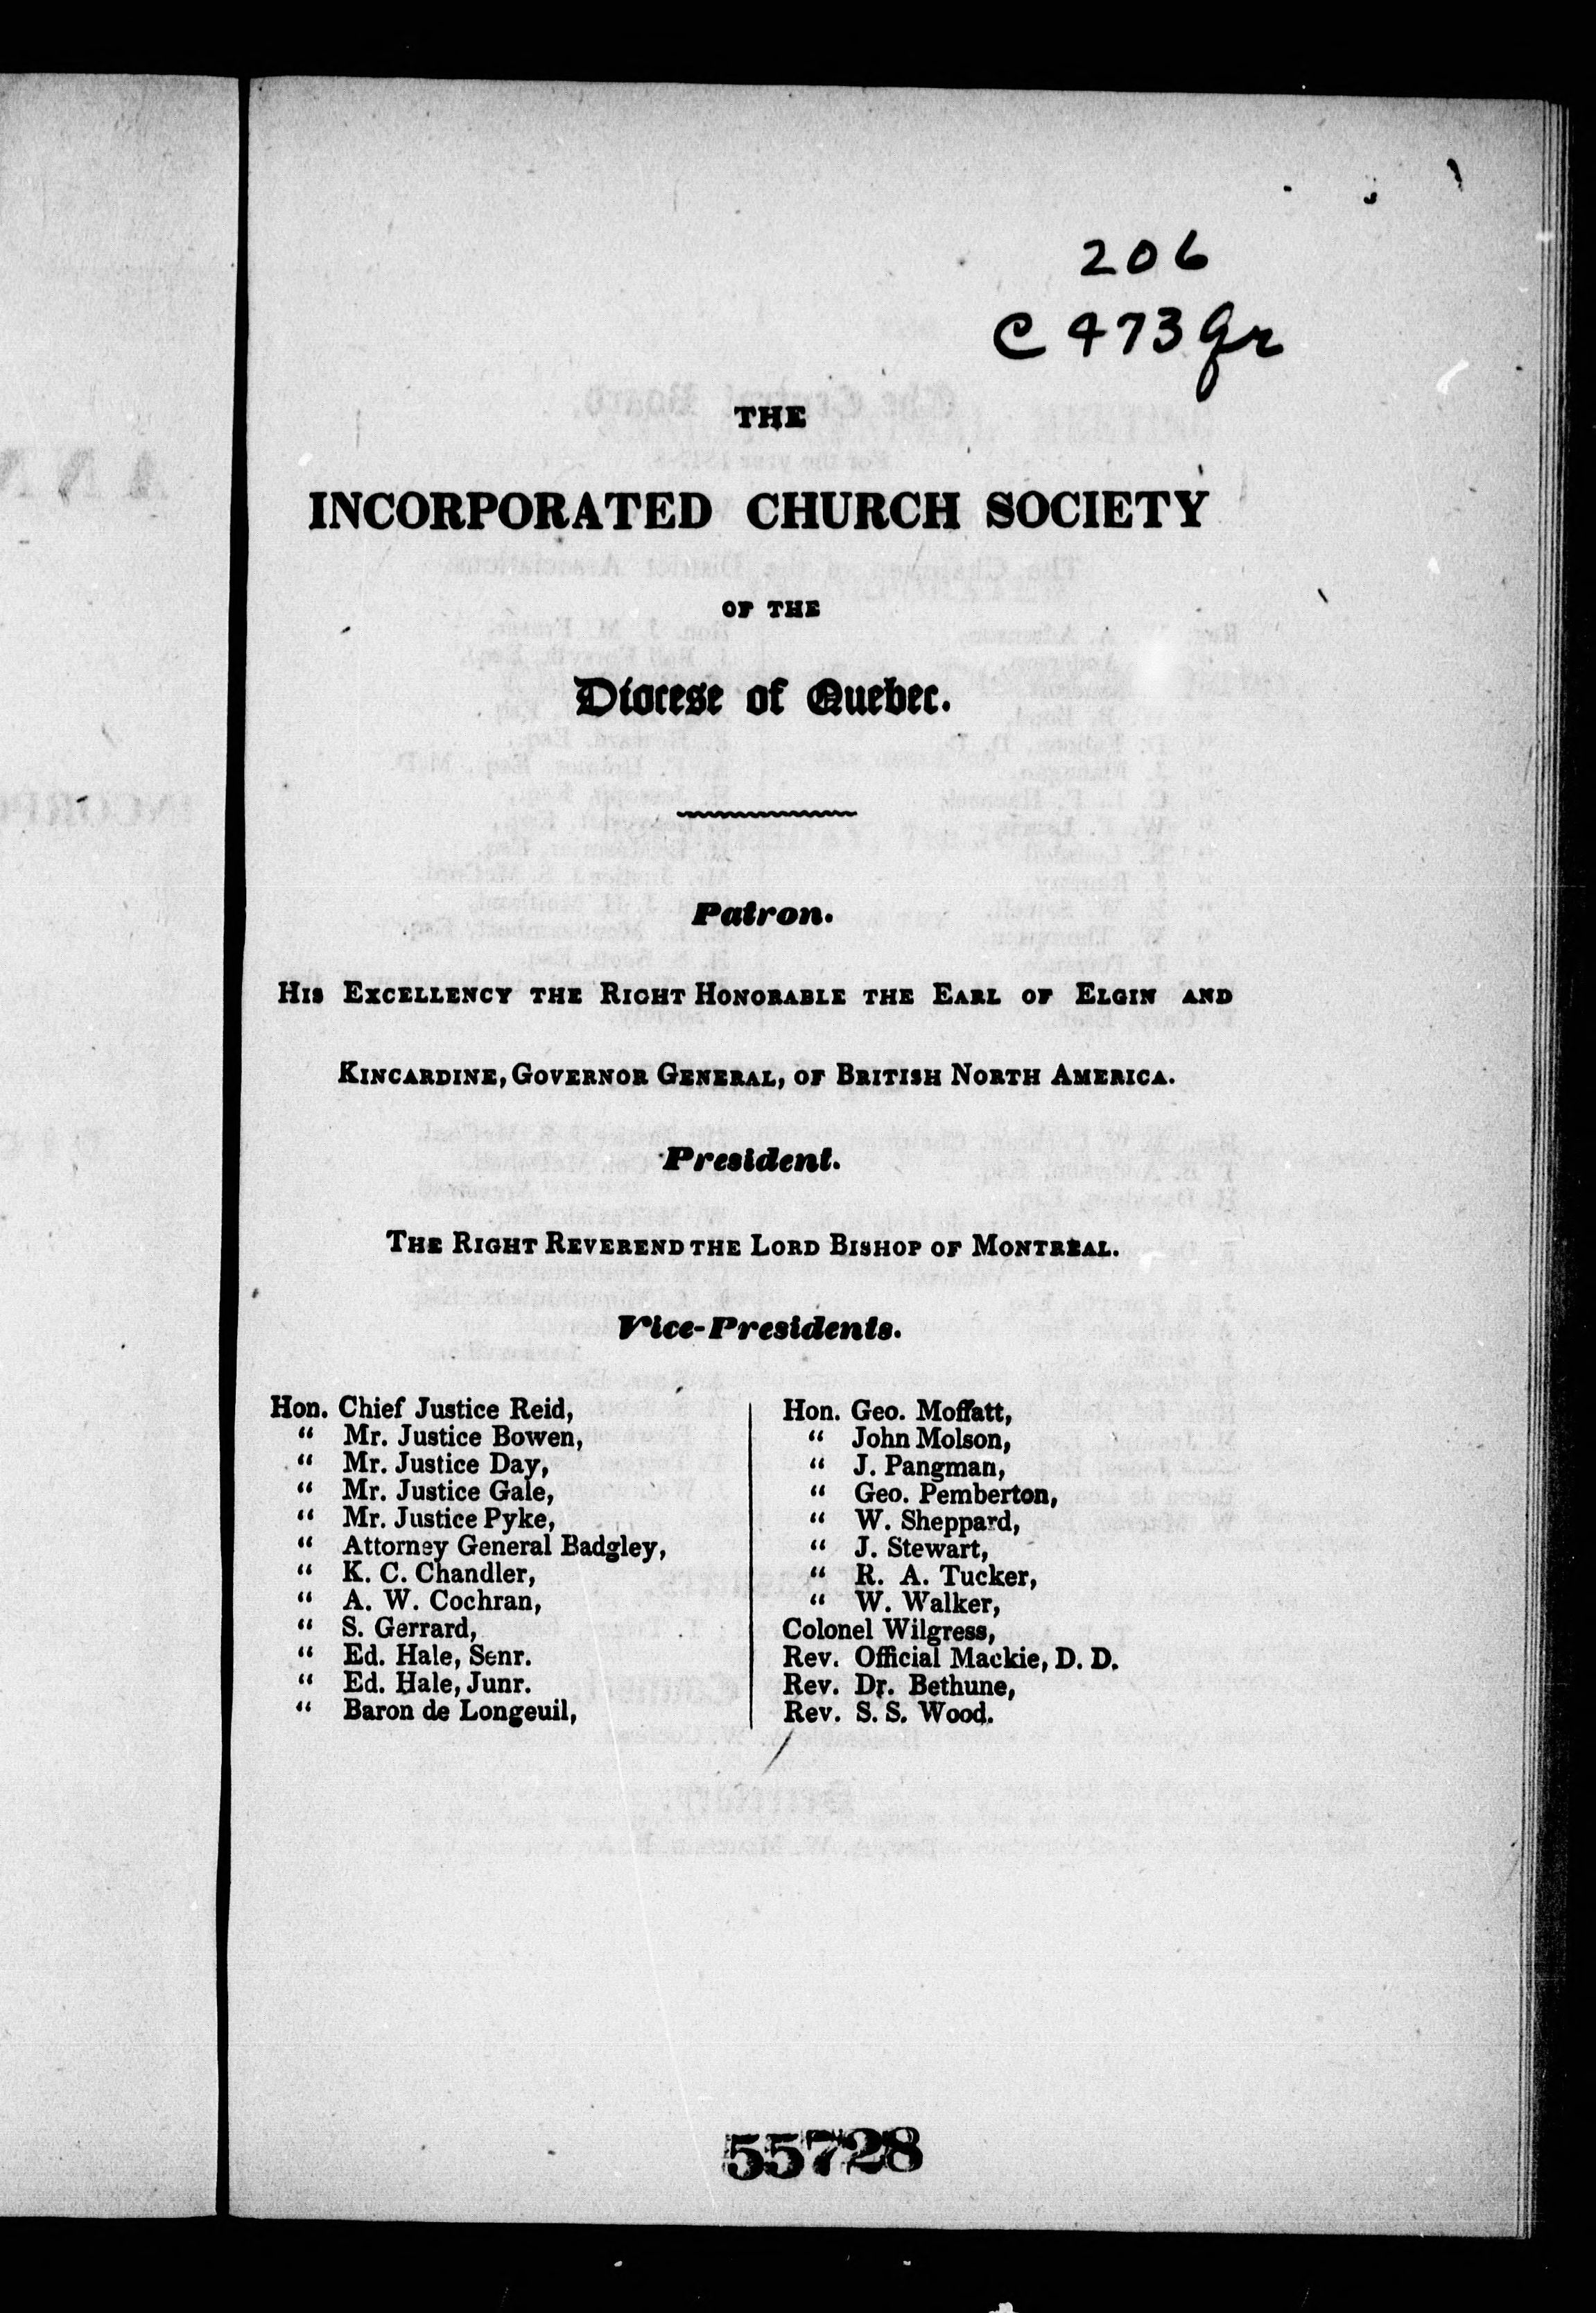 206
C473qr
THE
INCORPORATED CHURCH SOCIETY
OF THE
Diocese of Quebec.
Patron.
HIS EXCELLENCY THE RIGHT HONORABLE THE EARL OF ELGIN AND
KINCARDINE, GOVERNOR GENERAL, OF BRITISH NORTH AMERICA.
President.
THE RIGHT REVEREND THE LORD BISHOP OF MONTREAL.
Vice-Presidents.
Hon. Chief Justice Reid,
“ Mr. Justice Bowen,
“ Mr. Justice Day,
“ Mr. Justice Gale,
“ Mr. Justice Pyke,
“ Attorney General Badgley,
“ K. C. Chandler,
“ A. W. Cochran,
“ S. Gerrard,
“ Ed. Hale, Senr.
“ Ed. Hale, Junr.
“ Baron de Longeuil,
Hon. Geo. Moffatt,
“ John Molson,
“ J. Pangman,
“ Geo. Pemberton,
“ W. Sheppard,
“ J. Stewart,
“ R. A. Tucker,
“ W. Walker,
Colonel Wilgress,
Rev. Official Mackie, D. D.
Rev. Dr. Bethune,
Rev. S. S. Wood.
55728